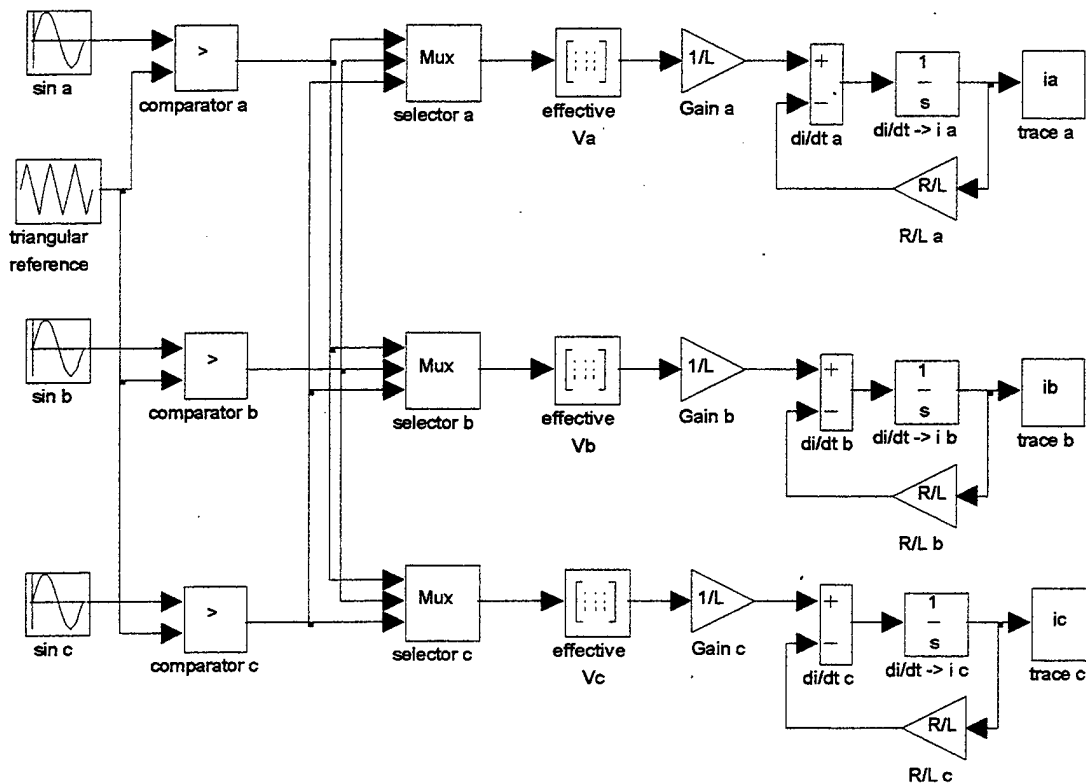 sin a
>
comparator a
Mux
selector a
effective
Va
1/L
Gain a
+
−
di/dt a
1
s
di/dt -> i a
ia
trace a
R/L
R/L a
triangular
reference
sin b
>
comparator b
Mux
selector b
effective
Vb
1/L
Gain b
+
−
di/dt b
1
s
di/dt -> i b
ib
trace b
R/L
R/L b
sin c
>
comparator c
Mux
selector c
effective
Vc
1/L
Gain c
+
−
di/dt c
1
s
di/dt -> i c
ic
trace c
R/L
R/L c